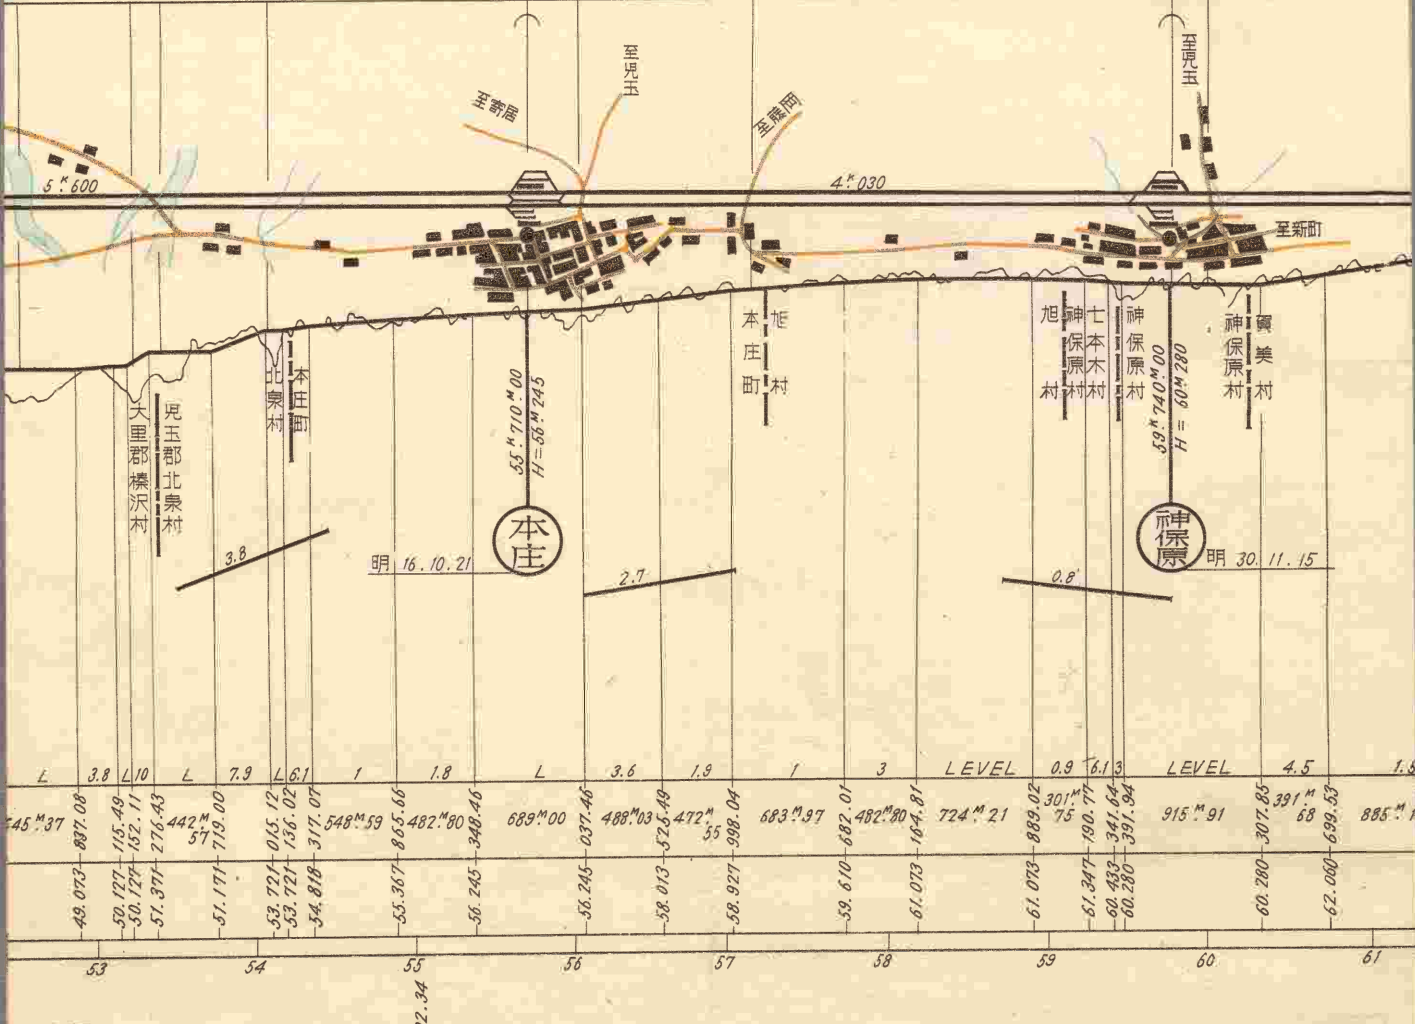 至児玉
至児玉
至寄居
至藤岡
5ᴷ.600
4ᴷ.030
至新町
大里郡榛沢村
児玉郡北泉村
北泉村
本庄町
55ᴷ710ᴹ00
H=56ᴹ245
本庄町
旭村
旭村
神保原村
七本木村
神保原村
59ᴷ740ᴹ00
H=60ᴹ280
神保原村
賀美村
3.8
明 16.10.21
本庄
2.7
0.8
神保原
明 30.11.15
L 3.8 L 10 L 7.9 L 6.1 1 1.8 L 3.6 1.9 1 3 LEVEL 0.9 6.1 3 LEVEL 4.5
45ᴹ37
442ᴹ57
548ᴹ59
482ᴹ80
689ᴹ00
488ᴹ03
472ᴹ55
683ᴹ97
482ᴹ80
724ᴹ21
301ᴹ75
915ᴹ91
391ᴹ68
49.073 837.08
50.127 115.49
50.127 152.11
51.371 276.43
51.171 719.00
53.721 015.12
53.721 136.02
54.818 317.07
55.367 865.66
56.245 348.46
56.245 037.46
58.013 525.49
58.927 998.04
59.610 682.01
61.073 164.81
61.073 889.02
61.347 190.77
60.433 341.64
60.280 391.94
60.280 307.85
62.060 699.53
53 54 55 56 57 58 59 60 61
02.34